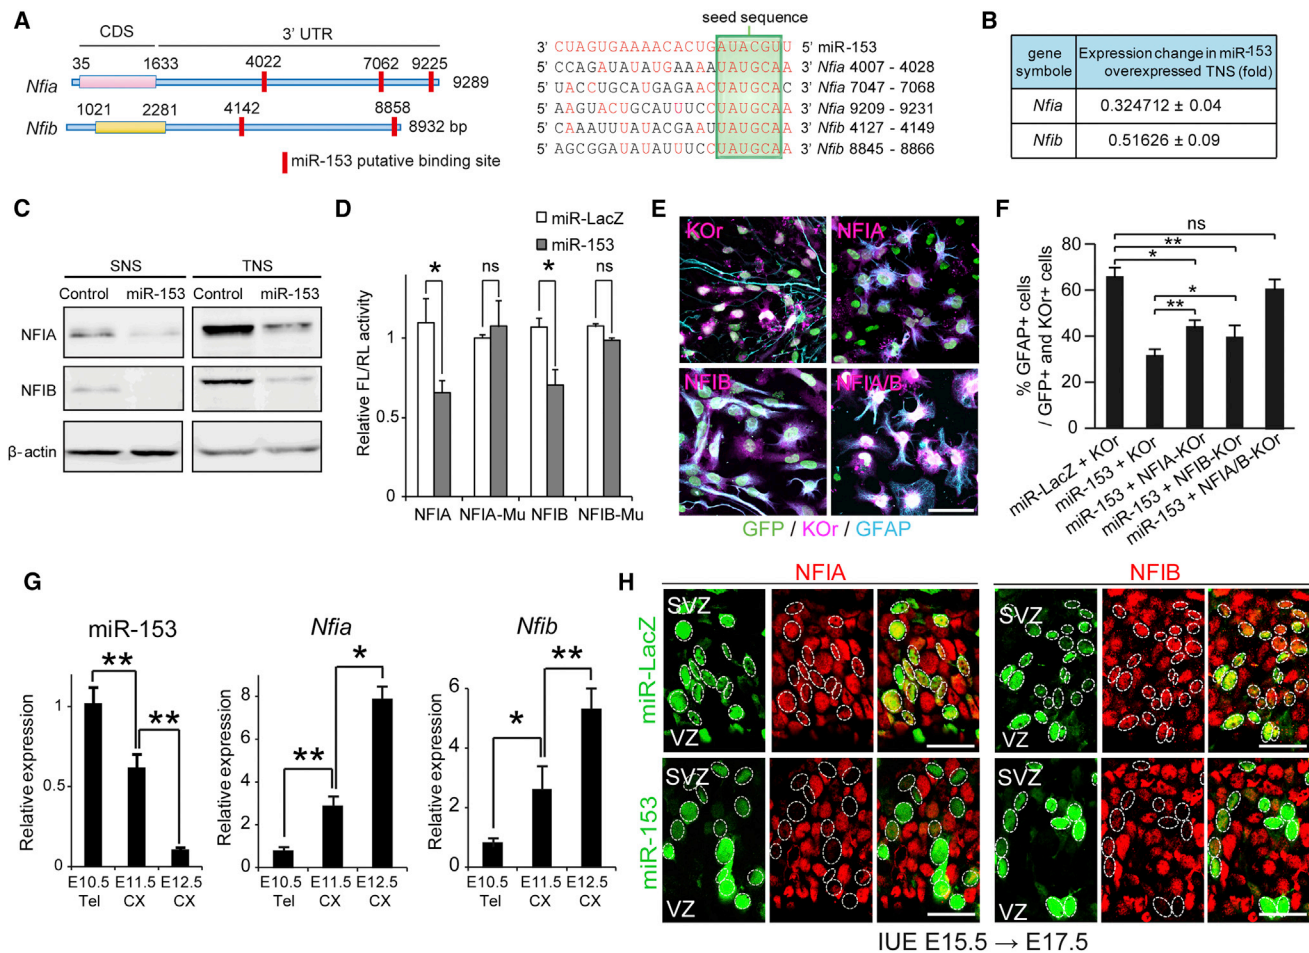 A
CDS
3' UTR
35
1633
4022
7062
9225
Nfia
9289
1021
2281
4142
8858
Nfib
8932 bp
miR-153 putative binding site
seed sequence
3' CUAGUGAAAACACUGAUACGUU 5' miR-153
5' CCAGAUAUAUGAAAAUAUGCAA 3' Nfia 4007 - 4028
5' UACCUGCAUGAGAACUAUGCAC 3' Nfia 7047 - 7068
5' AAGUACUGCAUUUCCUAUGCAA 3' Nfia 9209 - 9231
5' CAAAUUUAUACGAAUUAUGCAA 3' Nfib 4127 - 4149
5' AGCGGAUAUAUUUCCUAUGCAA 3' Nfib 8845 - 8866
B
gene symbole
Expression change in miR-153 overexpressed TNS (fold)
Nfia 0.324712 ± 0.04
Nfib 0.51626 ± 0.09
C
SNS
TNS
Control miR-153 Control miR-153
NFIA
NFIB
β-actin
D
miR-LacZ
miR-153
Relative FL/RL activity
1
0.5
0
*
ns
*
ns
NFIA NFIA-Mu NFIB NFIB-Mu
E
KOr
NFIA
NFIB
NFIA/B
GFP / KOr / GFAP
F
% GFAP+ cells
/ GFP+ and KOr+ cells
80
60
40
20
0
ns
**
*
*
**
miR-LacZ + KOr
miR-153 + KOr
miR-153 + NFIA-KOr
miR-153 + NFIB-KOr
miR-153 + NFIA/B-KOr
G
miR-153
Relative expression
1
0.5
0
**
**
E10.5 E11.5 E12.5
Tel CX CX
Nfia
Relative expression
8
6
4
2
0
*
**
E10.5 E11.5 E12.5
Tel CX CX
Nfib
Relative expression
6
4
2
0
**
*
E10.5 E11.5 E12.5
Tel CX CX
H
NFIA
NFIB
miR-LacZ
SVZ
VZ
SVZ
VZ
miR-153
SVZ
VZ
SVZ
VZ
IUE E15.5 → E17.5